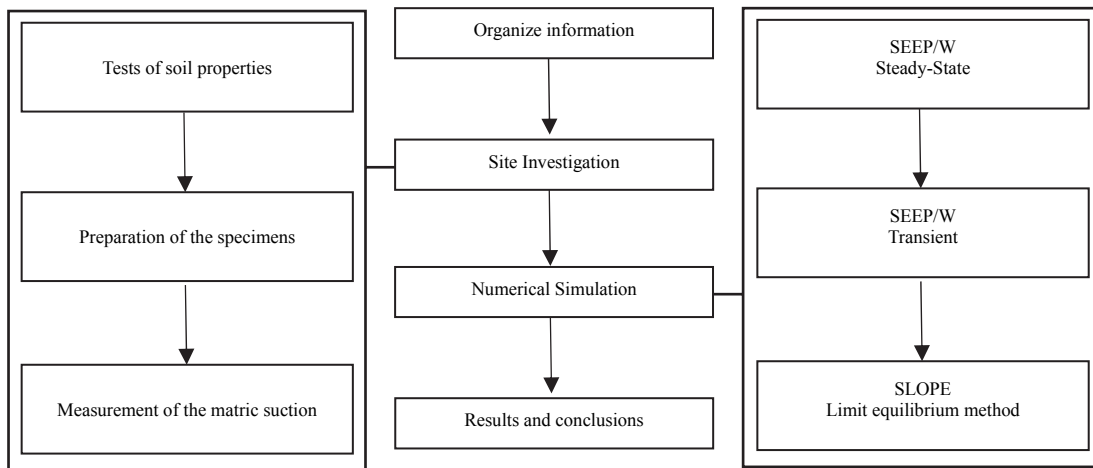 Tests of soil properties
Preparation of the specimens
Measurement of the matric suction
Organize information
Site Investigation
Numerical Simulation
Results and conclusions
SEEP/W
Steady-State
SEEP/W
Transient
SLOPE
Limit equilibrium method